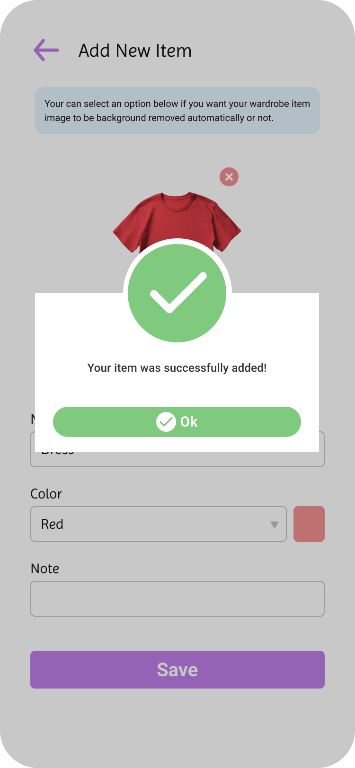 Add New Item
Your can select an option below if you want your wardrobe item
image to be background removed automatically or not.
Your item was successfully added!
Ok
Dress
Color
Red
Note
Save